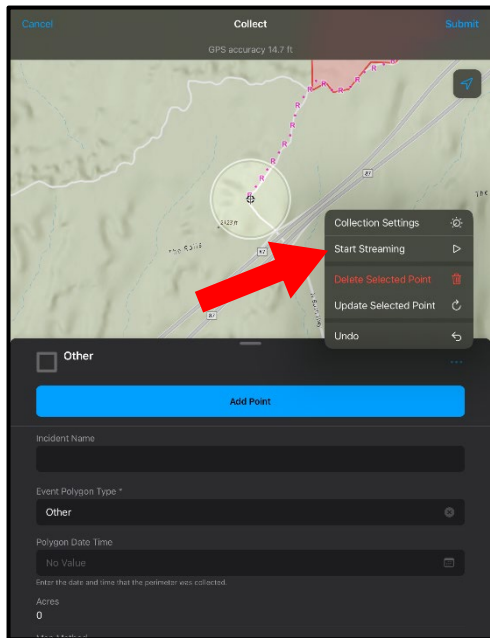 Cancel
Collect
Submit
GPS accuracy 14.7 ft
R
R
R
R
R
R
R
R
R
87
2923 ft
87
87
Collection Settings
Start Streaming
Delete Selected Point
Update Selected Point
Undo
Other
Add Point
Incident Name
Event Polygon Type *
Other
Polygon Date Time
No Value
Enter the date and time that the perimeter was collected.
Acres
0